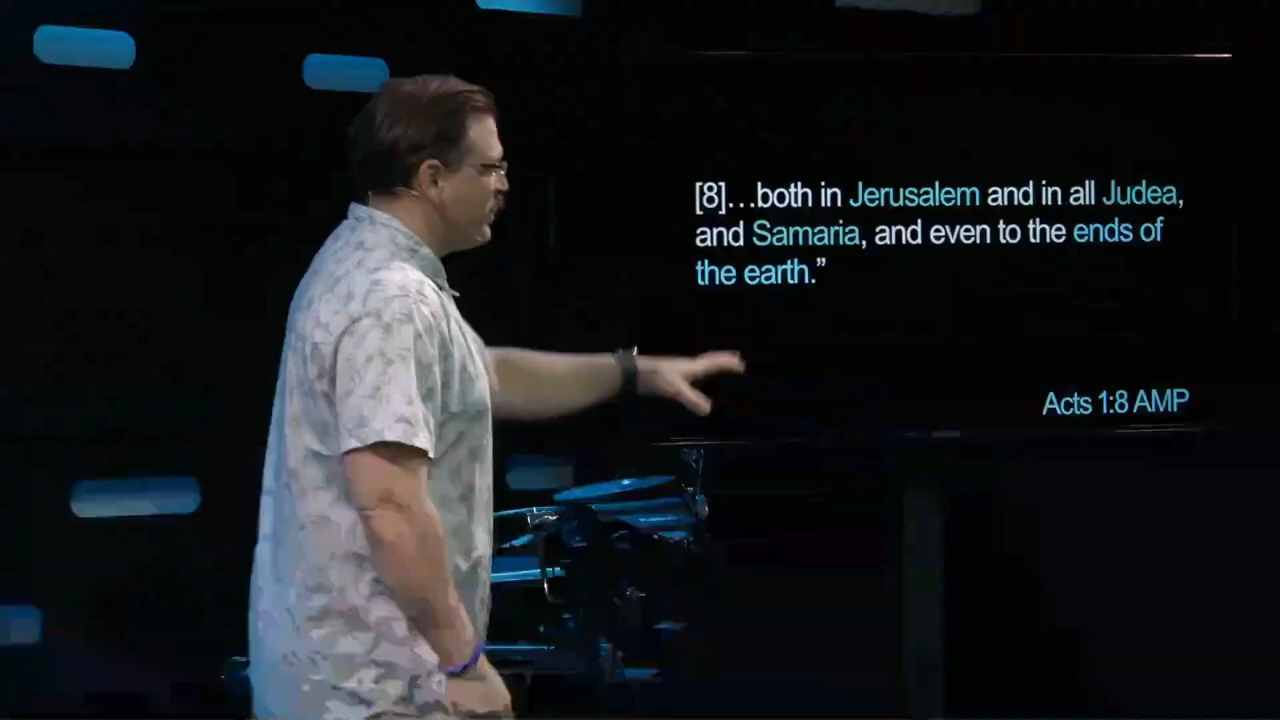 [8]…both in Jerusalem and in all Judea,
and Samaria, and even to the ends of
the earth.”
Acts 1:8 AMP